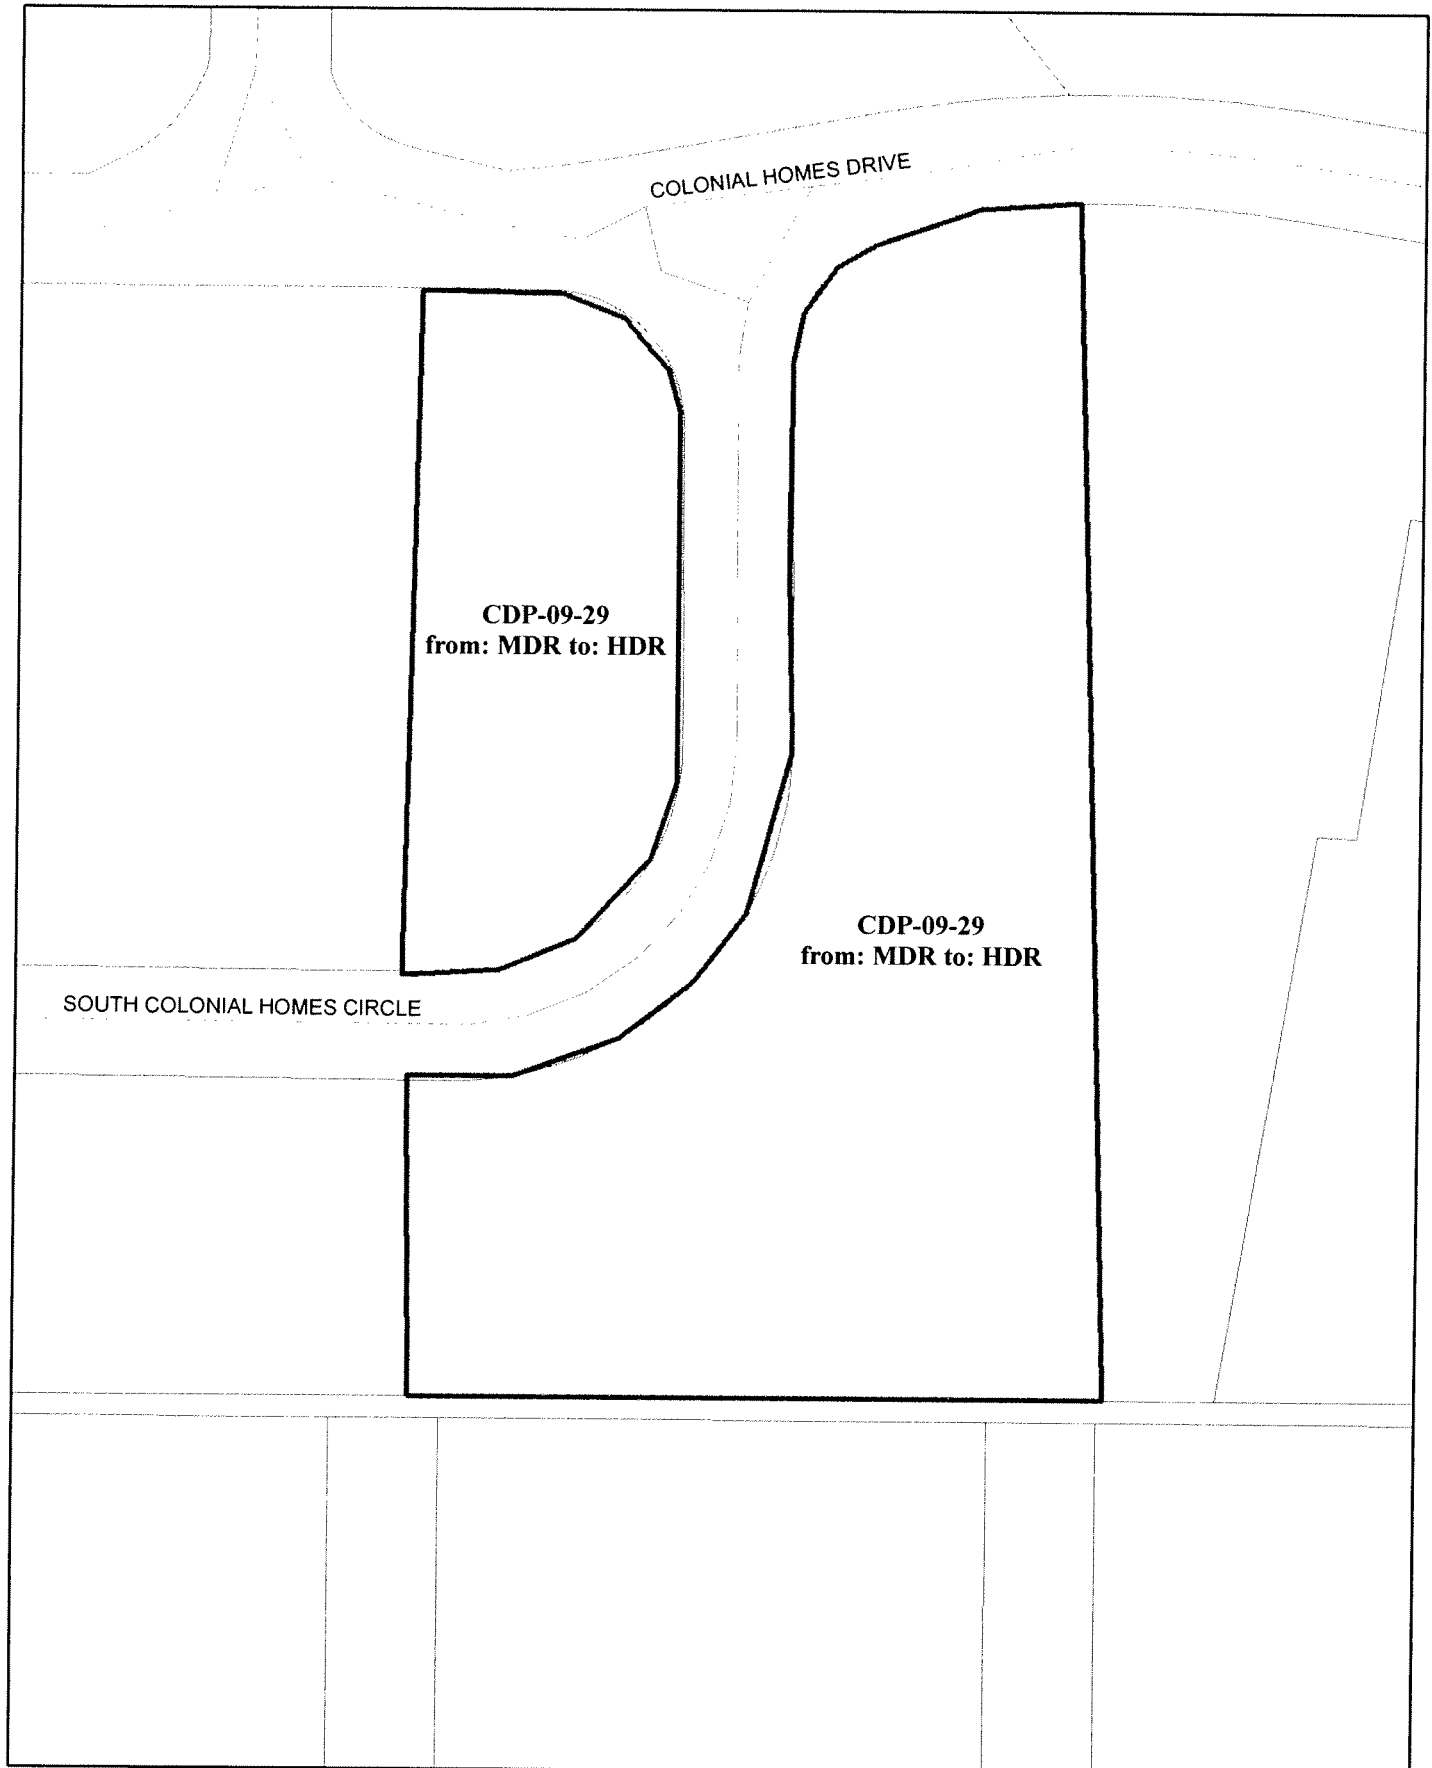 COLONIAL HOMES DRIVE
CDP-09-29
from: MDR to: HDR
CDP-09-29
from: MDR to: HDR
SOUTH COLONIAL HOMES CIRCLE